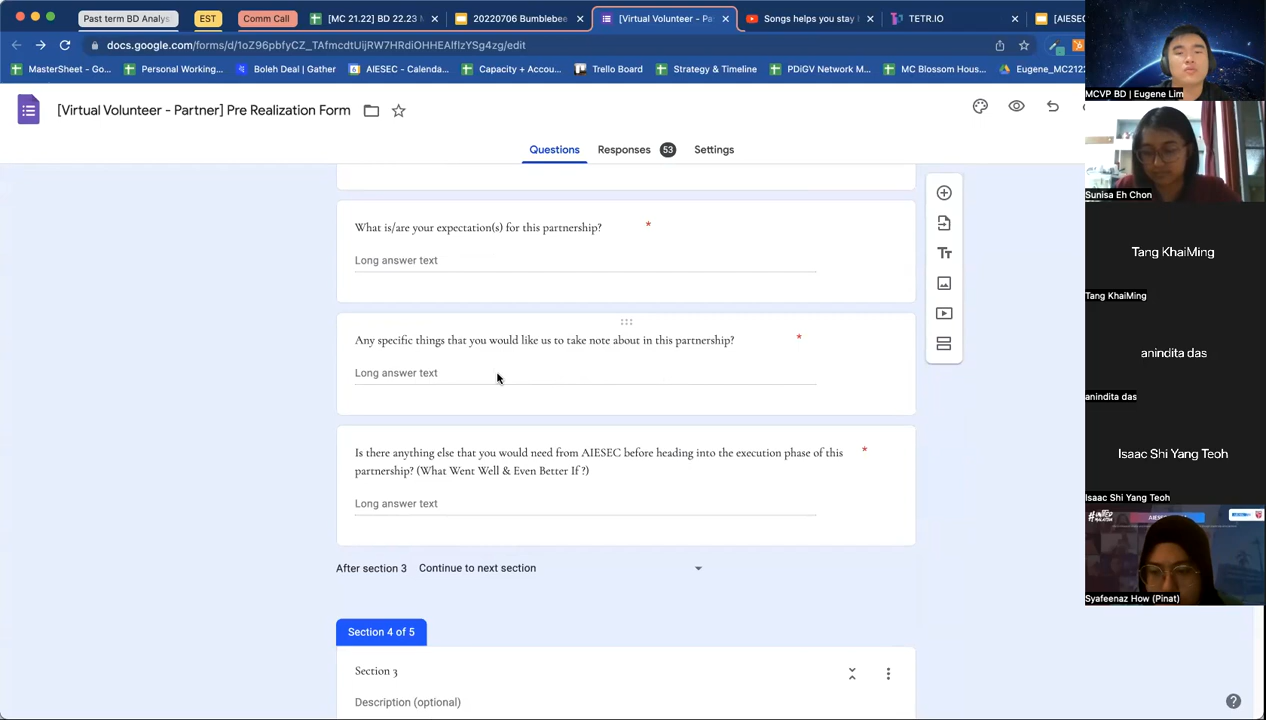 Past term BD Analys
EST
Comm Call
[MC 21.22] BD 22.23 M
20220706 Bumblebee
[Virtual Volunteer - Pa
Songs helps you stay
TETR.IO
[AIESEC
docs.google.com/forms/d/1oZ96pbfyCZ_TAfmcdtUijRW7HRdiOHHEAlflzYSg4zg/edit
MasterSheet - Go...
Personal Working...
Boleh Deal | Gather
AIESEC - Calenda...
Capacity + Accou...
Trello Board
Strategy & Timeline
PDiGV Network M...
MC Blossom Hous...
Eugene_MC2122
[Virtual Volunteer - Partner] Pre Realization Form
Questions
Responses 53
Settings
What is/are your expectation(s) for this partnership? *
Long answer text
Any specific things that you would like us to take note about in this partnership? *
Long answer text
Is there anything else that you would need from AIESEC before heading into the execution phase of this *
partnership? (What Went Well & Even Better If ?)
Long answer text
After section 3 Continue to next section
Section 4 of 5
Section 3
Description (optional)
MCVP BD | Eugene Lim
Sunisa Eh Chon
Tang KhaiMing
Tang KhaiMing
anindita das
anindita das
Isaac Shi Yang Teoh
Isaac Shi Yang Teoh
Syafeenaz How (Pinat)